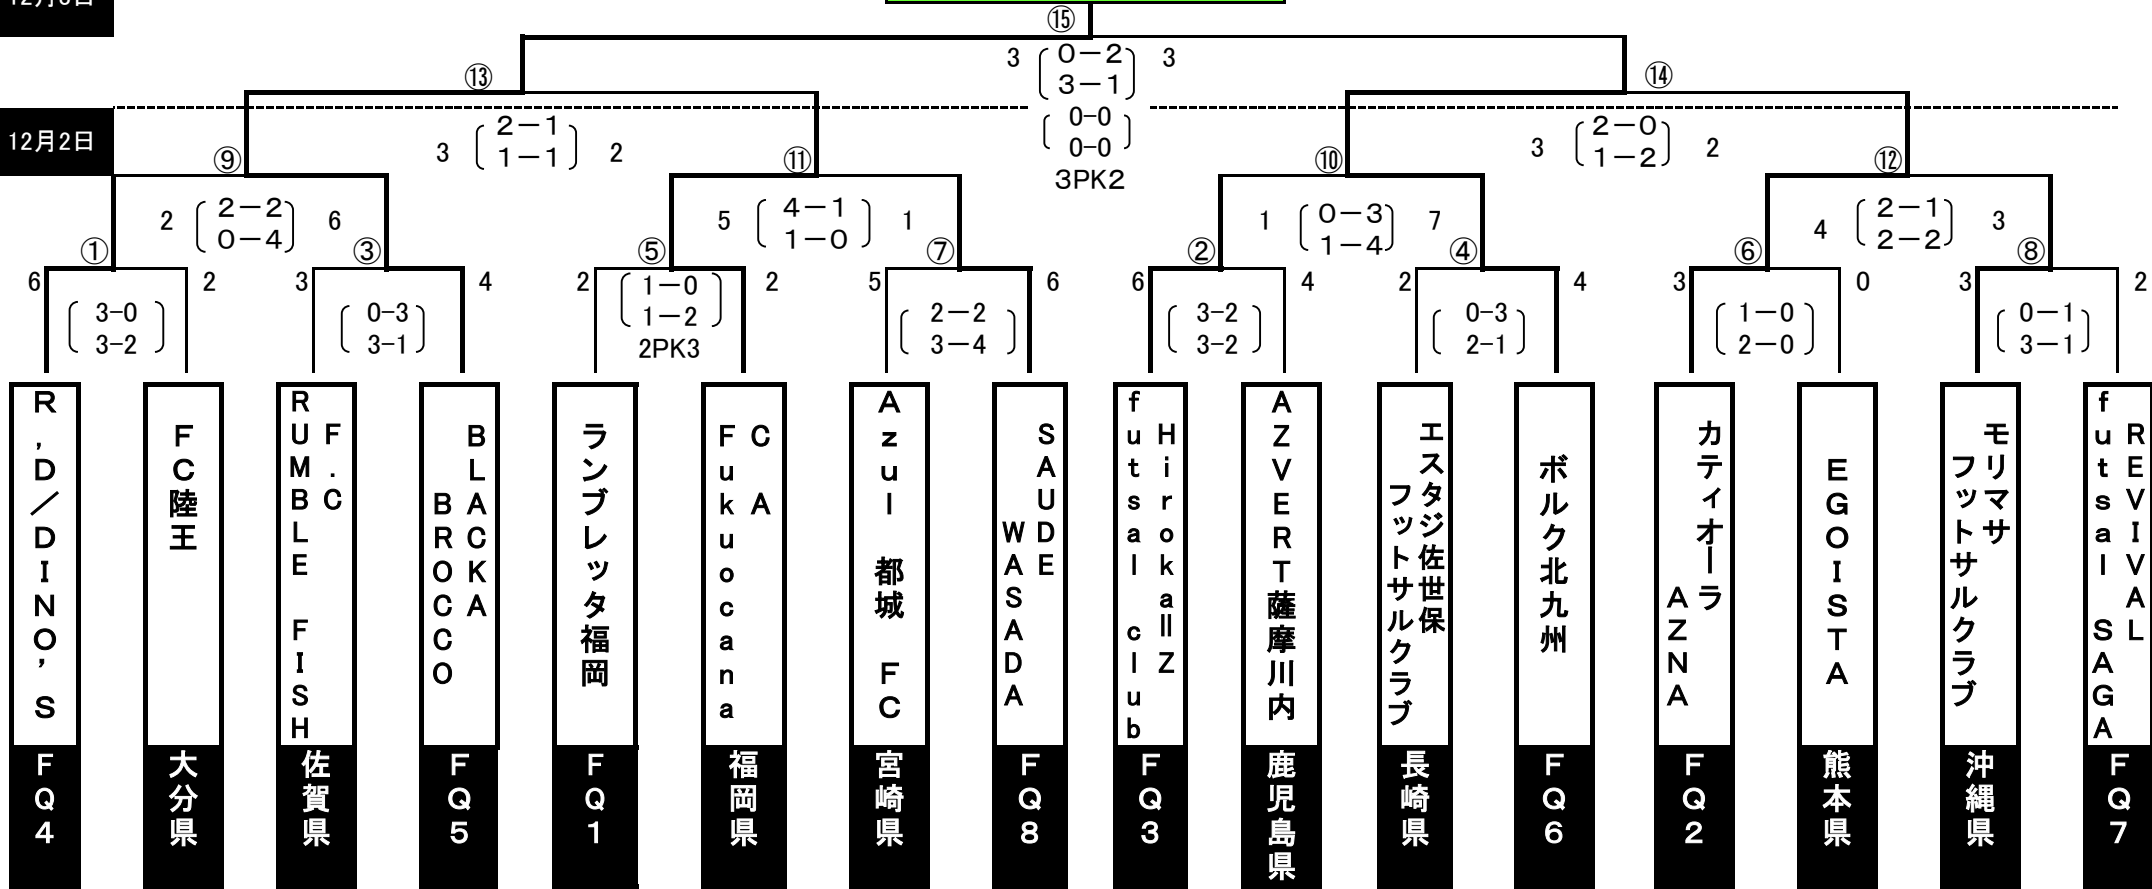 ⑮
3 0－2 3
3－1
0-0
0-0
3PK2
⑬ ⑭
12月2日
3 2－1 2
1－1
3 2－0 2
1－2
⑨ ⑪ ⑩ ⑫
2 2－2 6
0－4
5 4－1 1
1－0
1 0－3 7
1－4
4 2－1 3
2－2
① ③ ⑤ ⑦ ② ④ ⑥ ⑧
6 3-0 2
3-2
3 0-3 4
3-1
2 1－0 2
1－2
2PK3
5 2－2 6
3－4
6 3-2 4
3-2
2 0-3 4
2-1
3 1－0 0
2－0
3 0－1 2
3－1
R,D／DINO’S
FC陸王
RUMBLE FISH
F.C
BLACKA
BROCCO
ランブレッタ福岡
CA
Fukuocana
Azul 都城 FC
SAUDE
WASADA
futsal club
HirokaⅡZ
AZVERT薩摩川内
エスタジ佐世保
フットサルクラブ
ボルク北九州
カティオーラ
AZNA
EGOISTA
モリマサ
フットサルクラブ
REVIVAL
futsal SAGA
FQ4
大分県
佐賀県
FQ5
FQ1
福岡県
宮崎県
FQ8
FQ3
鹿児島県
長崎県
FQ6
FQ2
熊本県
沖縄県
FQ7